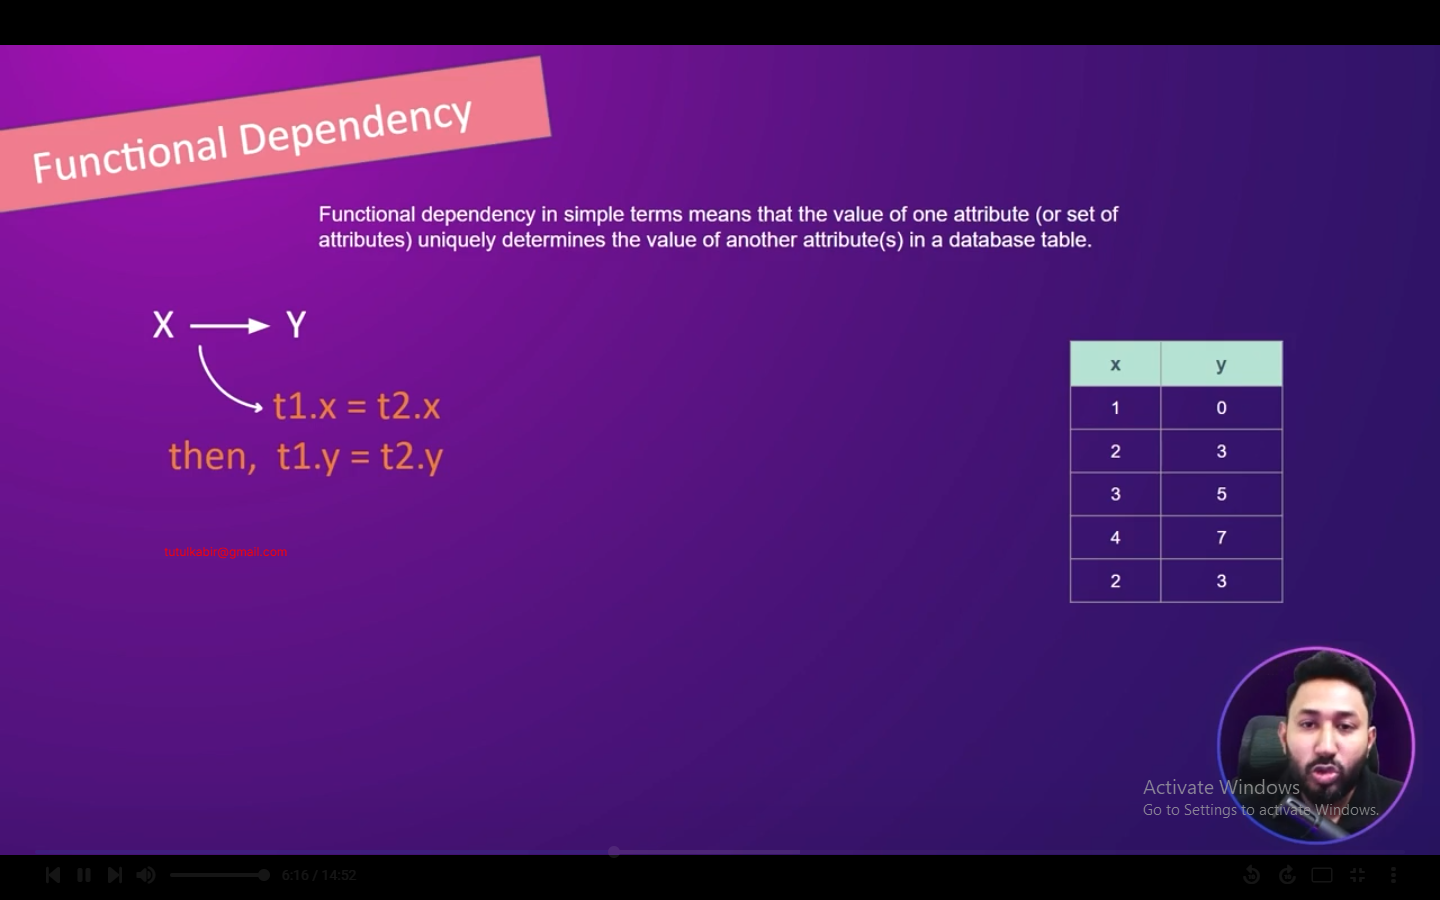 Functional Dependency
Functional dependency in simple terms means that the value of one attribute (or set of
attributes) uniquely determines the value of another attribute(s) in a database table.
X Y
t1.x = t2.x
then, t1.y = t2.y
x y
1 0
2 3
3 5
4 7
2 3
tutulkabir@gmail.com
Activate Windows
Go to Settings to activate Windows.
6:16 / 14:52